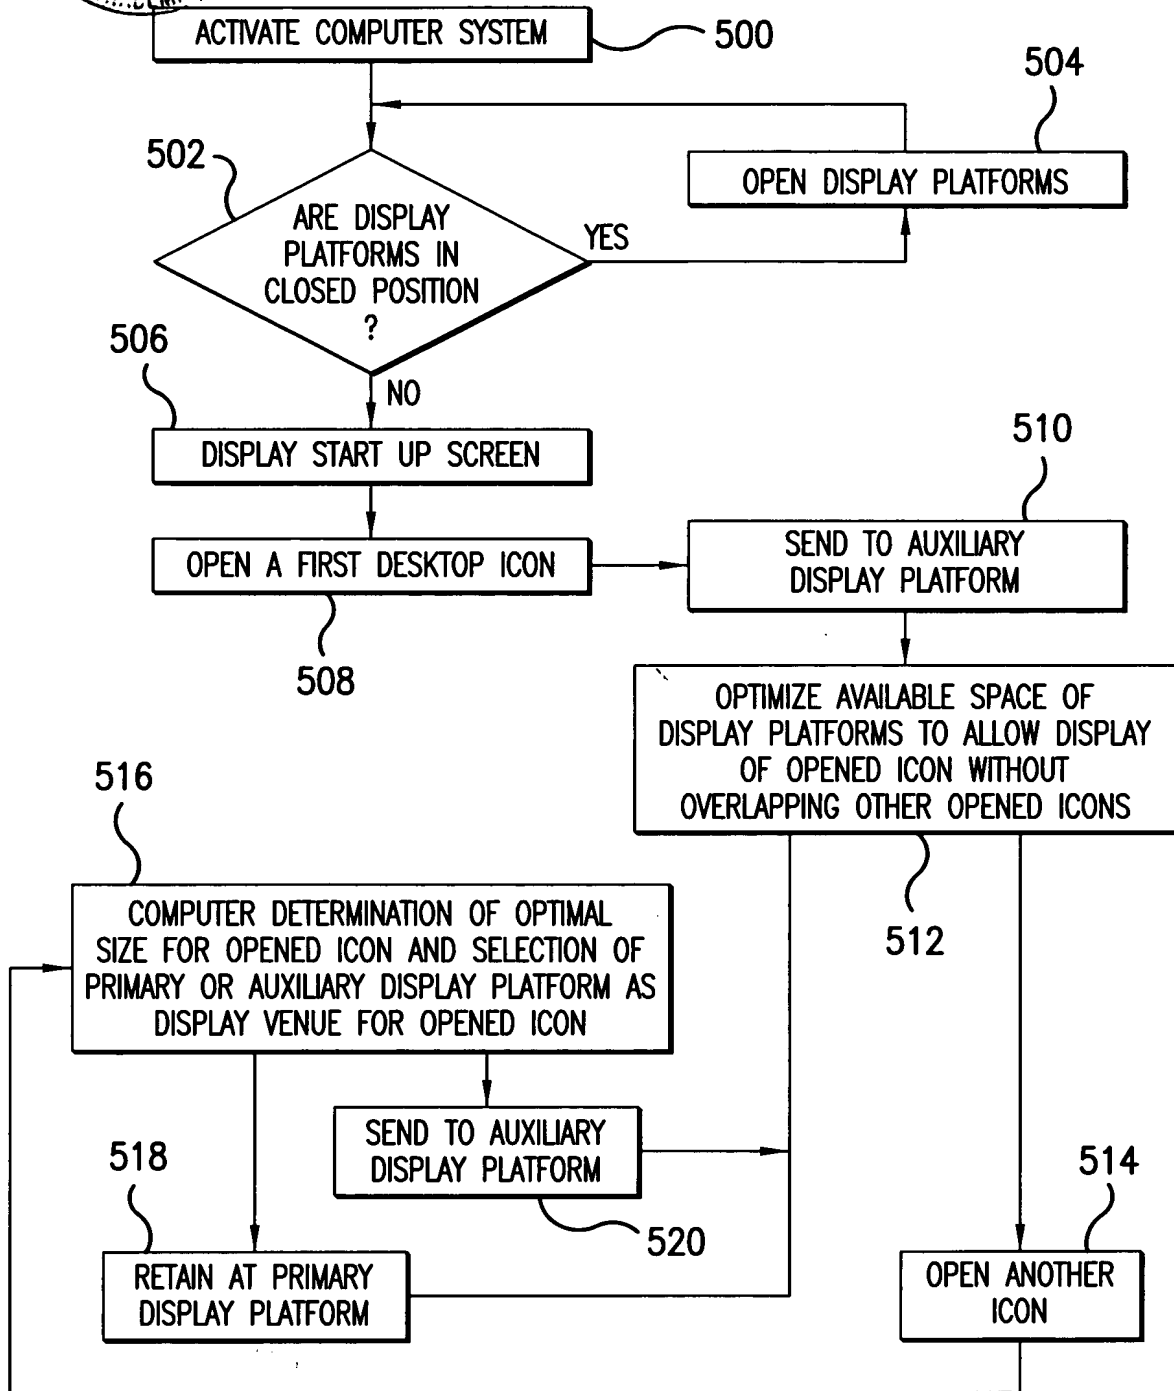 ACTIVATE COMPUTER SYSTEM
500
504
OPEN DISPLAY PLATFORMS
502
ARE DISPLAY
PLATFORMS IN
CLOSED POSITION
?
YES
NO
506
DISPLAY START UP SCREEN
510
OPEN A FIRST DESKTOP ICON
508
SEND TO AUXILIARY
DISPLAY PLATFORM
OPTIMIZE AVAILABLE SPACE OF
DISPLAY PLATFORMS TO ALLOW DISPLAY
OF OPENED ICON WITHOUT
OVERLAPPING OTHER OPENED ICONS
512
516
COMPUTER DETERMINATION OF OPTIMAL
SIZE FOR OPENED ICON AND SELECTION OF
PRIMARY OR AUXILIARY DISPLAY PLATFORM AS
DISPLAY VENUE FOR OPENED ICON
SEND TO AUXILIARY
DISPLAY PLATFORM
520
518
RETAIN AT PRIMARY
DISPLAY PLATFORM
514
OPEN ANOTHER
ICON